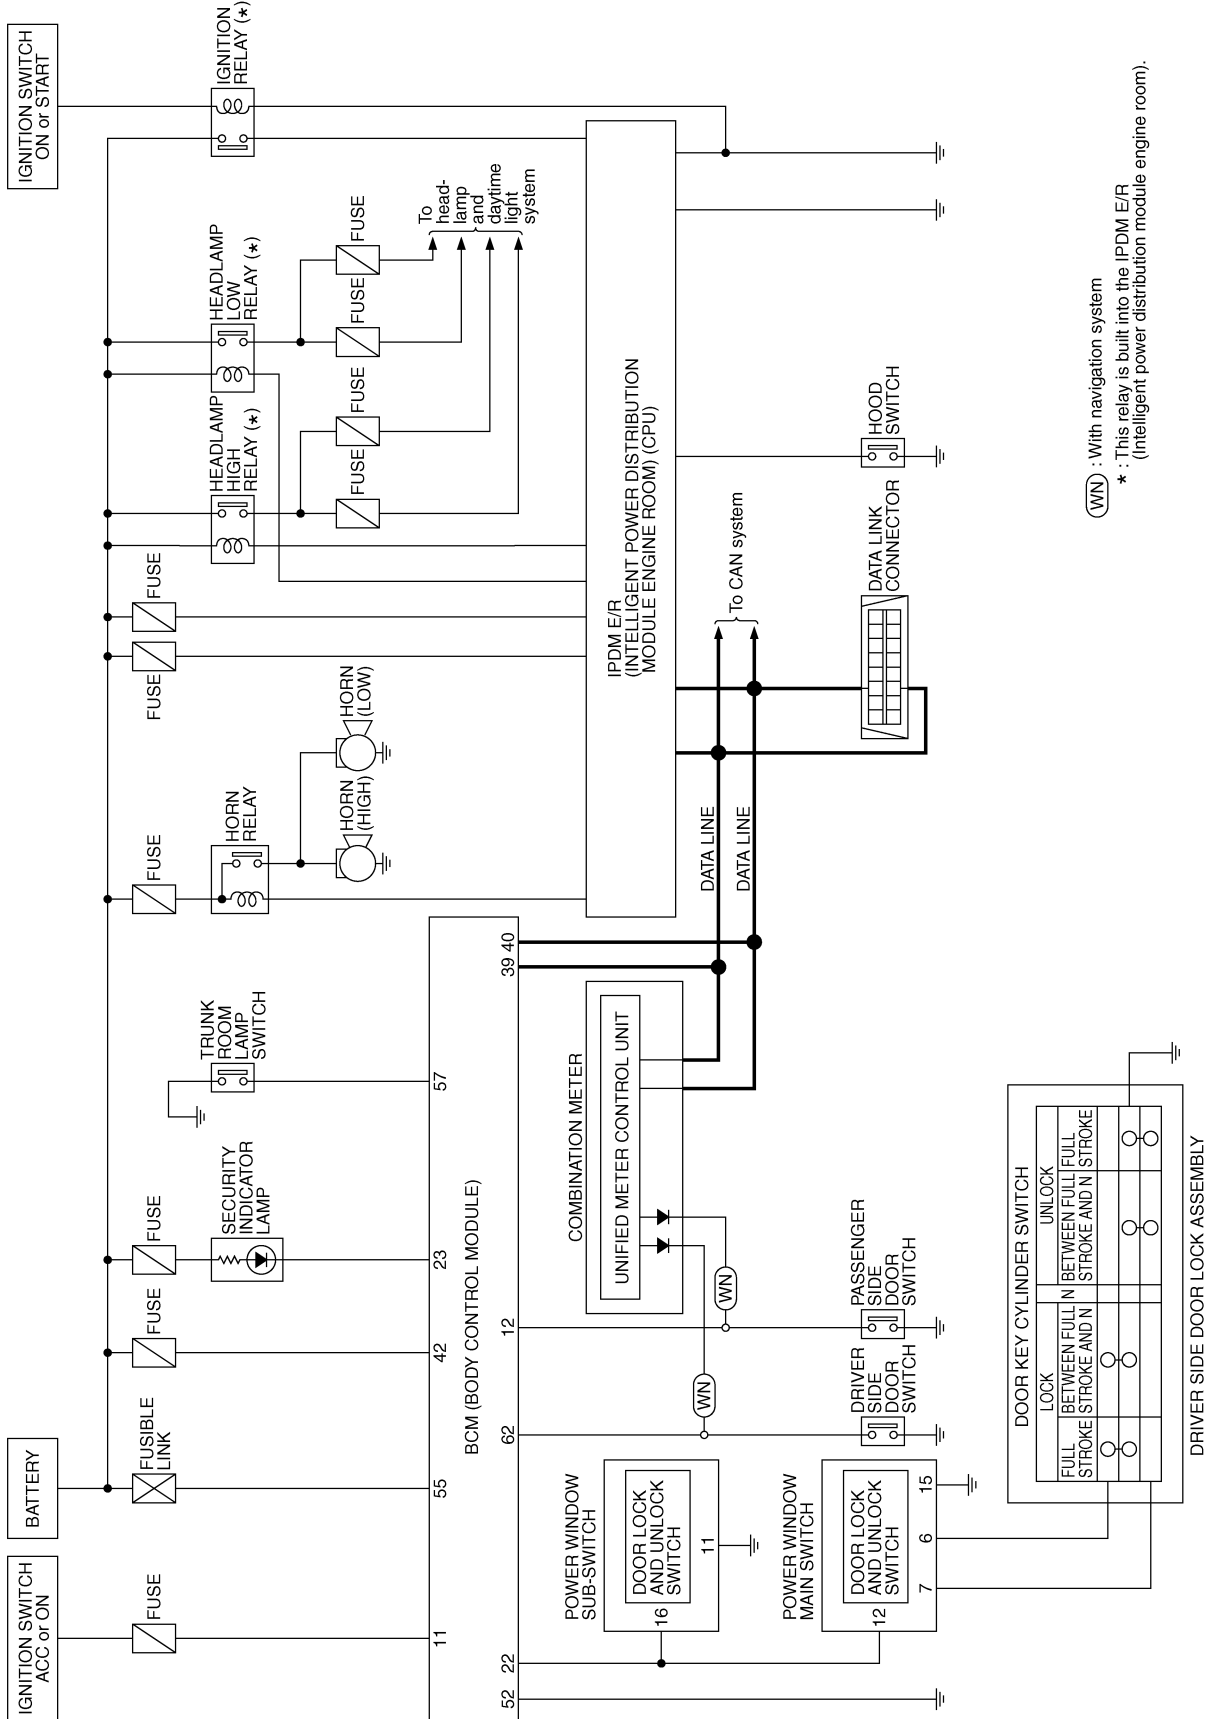 IGNITION SWITCH
ACC or ON
BATTERY
IGNITION SWITCH
ON or START
FUSE
FUSIBLE
LINK
FUSE
FUSE
FUSE
FUSE
FUSE
SECURITY
INDICATOR
LAMP
TRUNK
ROOM
LAMP
SWITCH
HORN
RELAY
HEADLAMP
HIGH
RELAY (*)
HEADLAMP
LOW
RELAY (*)
IGNITION
RELAY (*)
HORN
(HIGH)
HORN
(LOW)
FUSE
FUSE
FUSE
FUSE
To
head-
lamp
and
daytime
light
system
11
55
42
23
57
BCM (BODY CONTROL MODULE)
52
22
62
12
39
40
IPDM E/R
(INTELLIGENT POWER DISTRIBUTION
MODULE ENGINE ROOM) (CPU)
COMBINATION METER
UNIFIED METER CONTROL UNIT
WN
WN
DATA LINE
DATA LINE
To CAN system
POWER WINDOW
SUB-SWITCH
DOOR LOCK
AND UNLOCK
SWITCH
16
11
POWER WINDOW
MAIN SWITCH
DOOR LOCK
AND UNLOCK
SWITCH
12
7
6
15
DRIVER
SIDE
DOOR
SWITCH
PASSENGER
SIDE
DOOR
SWITCH
DATA LINK
CONNECTOR
HOOD
SWITCH
DOOR KEY CYLINDER SWITCH
LOCK
N
UNLOCK
FULL
STROKE
BETWEEN FULL
STROKE AND N
BETWEEN FULL
STROKE AND N
FULL
STROKE
DRIVER SIDE DOOR LOCK ASSEMBLY
WN : With navigation system
* : This relay is built into the IPDM E/R
(Intelligent power distribution module engine room).